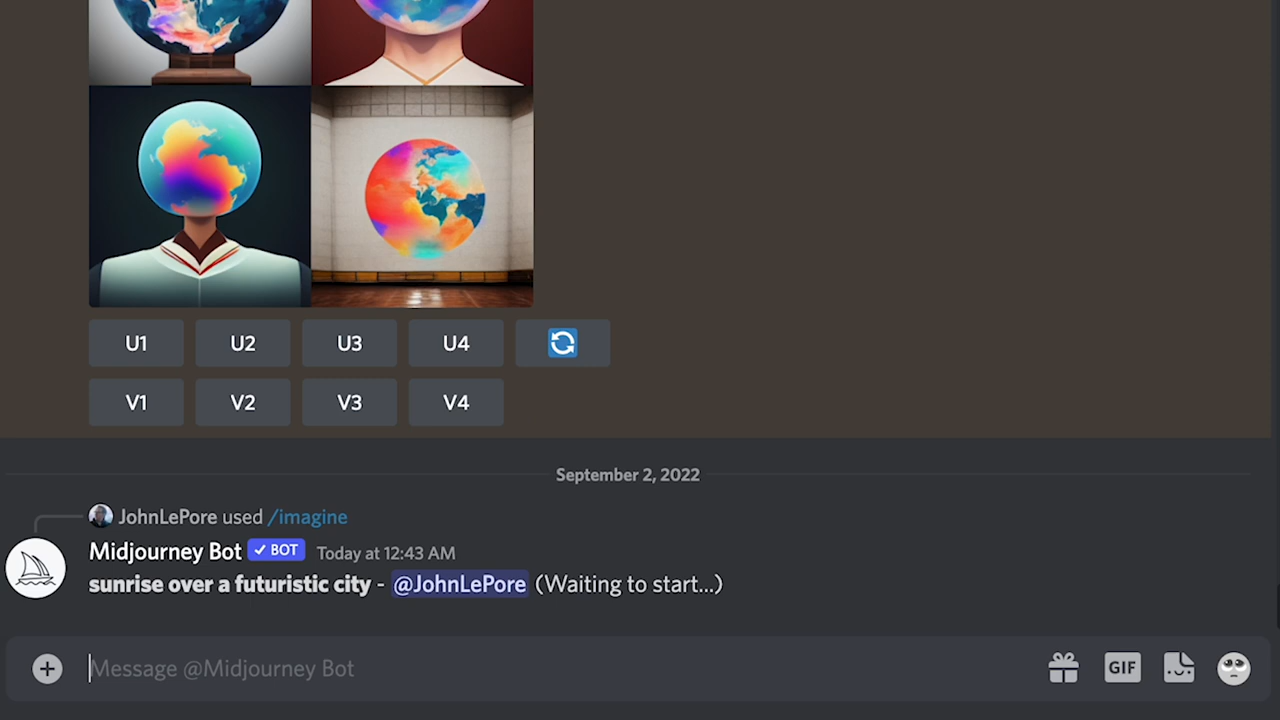 U1 U2 U3 U4
V1 V2 V3 V4
September 2, 2022
JohnLePore used /imagine
Midjourney Bot ✓ BOT Today at 12:43 AM
sunrise over a futuristic city - @JohnLePore (Waiting to start...)
Message @Midjourney Bot
GIF